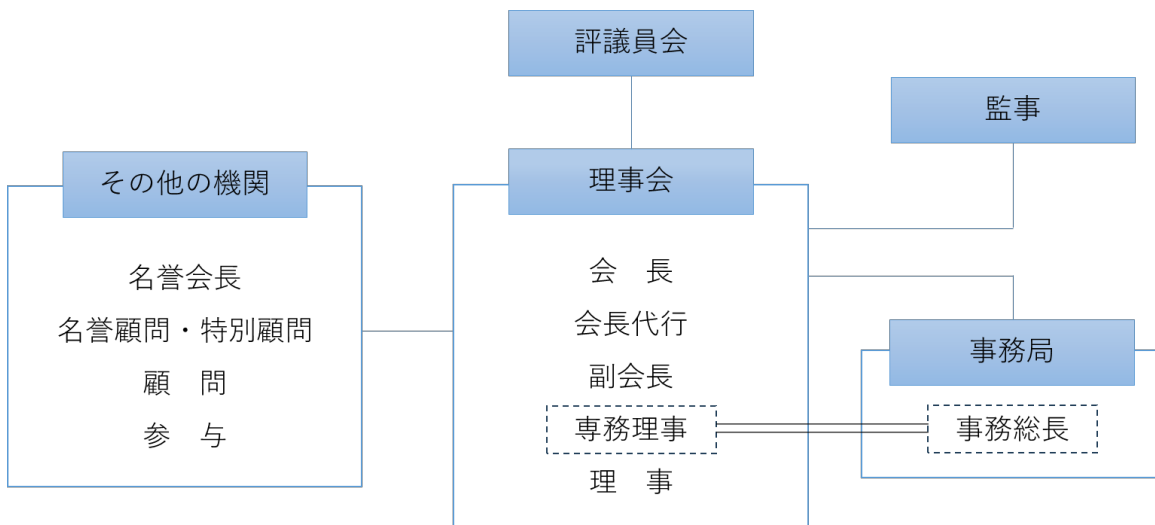 評議員会
監事
その他の機関
名誉会長
名誉顧問・特別顧問
顧　問
参　与
理事会
会　長
会長代行
副会長
専務理事
理　事
事務局
事務総長